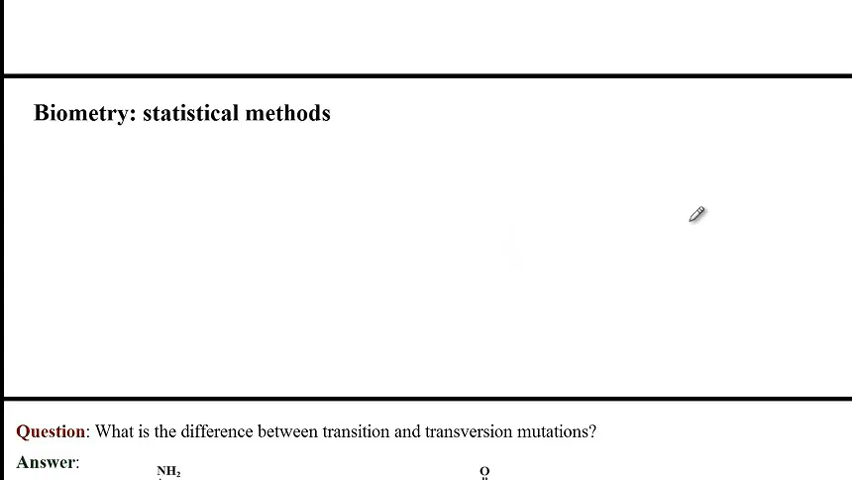 Biometry: statistical methods
Question: What is the difference between transition and transversion mutations?
Answer:
NH₂ O